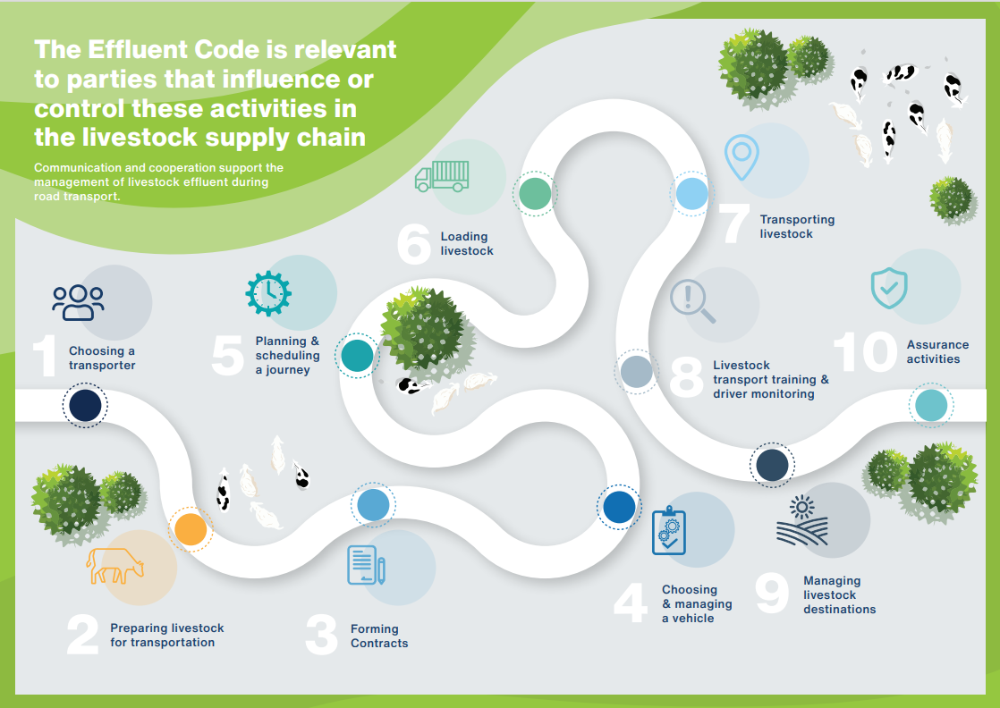 The Effluent Code is relevant
to parties that influence or
control these activities in
the livestock supply chain
Communication and cooperation support the
management of livestock effluent during
road transport.
1
Choosing a
transporter
2
Preparing livestock
for transportation
3
Forming
Contracts
4
Choosing
& managing
a vehicle
5
Planning &
scheduling
a journey
6
Loading
livestock
7
Transporting
livestock
8
Livestock
transport training &
driver monitoring
9
Managing
livestock
destinations
10
Assurance
activities